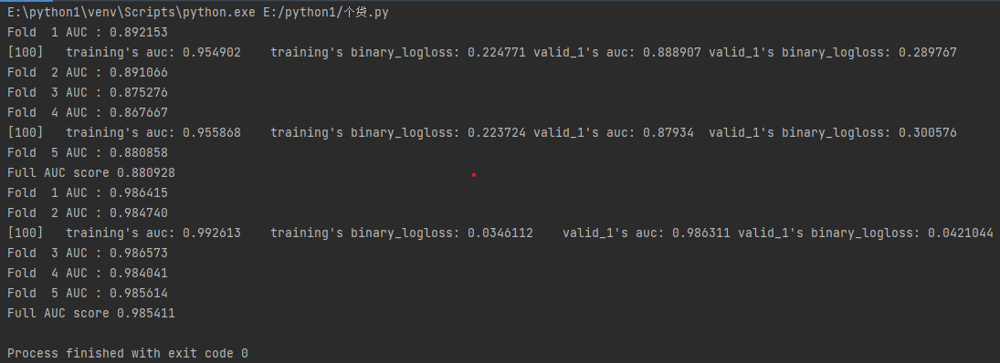 E:\python1\venv\Scripts\python.exe E:/python1/个贷.py
Fold  1 AUC : 0.892153
[100]	training's auc: 0.954902	training's binary_logloss: 0.224771	valid_1's auc: 0.888907	valid_1's binary_logloss: 0.289767
Fold  2 AUC : 0.891066
Fold  3 AUC : 0.875276
Fold  4 AUC : 0.867667
[100]	training's auc: 0.955868	training's binary_logloss: 0.223724	valid_1's auc: 0.87934	valid_1's binary_logloss: 0.300576
Fold  5 AUC : 0.880858
Full AUC score 0.880928
Fold  1 AUC : 0.986415
Fold  2 AUC : 0.984740
[100]	training's auc: 0.992613	training's binary_logloss: 0.0346112	valid_1's auc: 0.986311	valid_1's binary_logloss: 0.0421044
Fold  3 AUC : 0.986573
Fold  4 AUC : 0.984041
Fold  5 AUC : 0.985614
Full AUC score 0.985411
Process finished with exit code 0